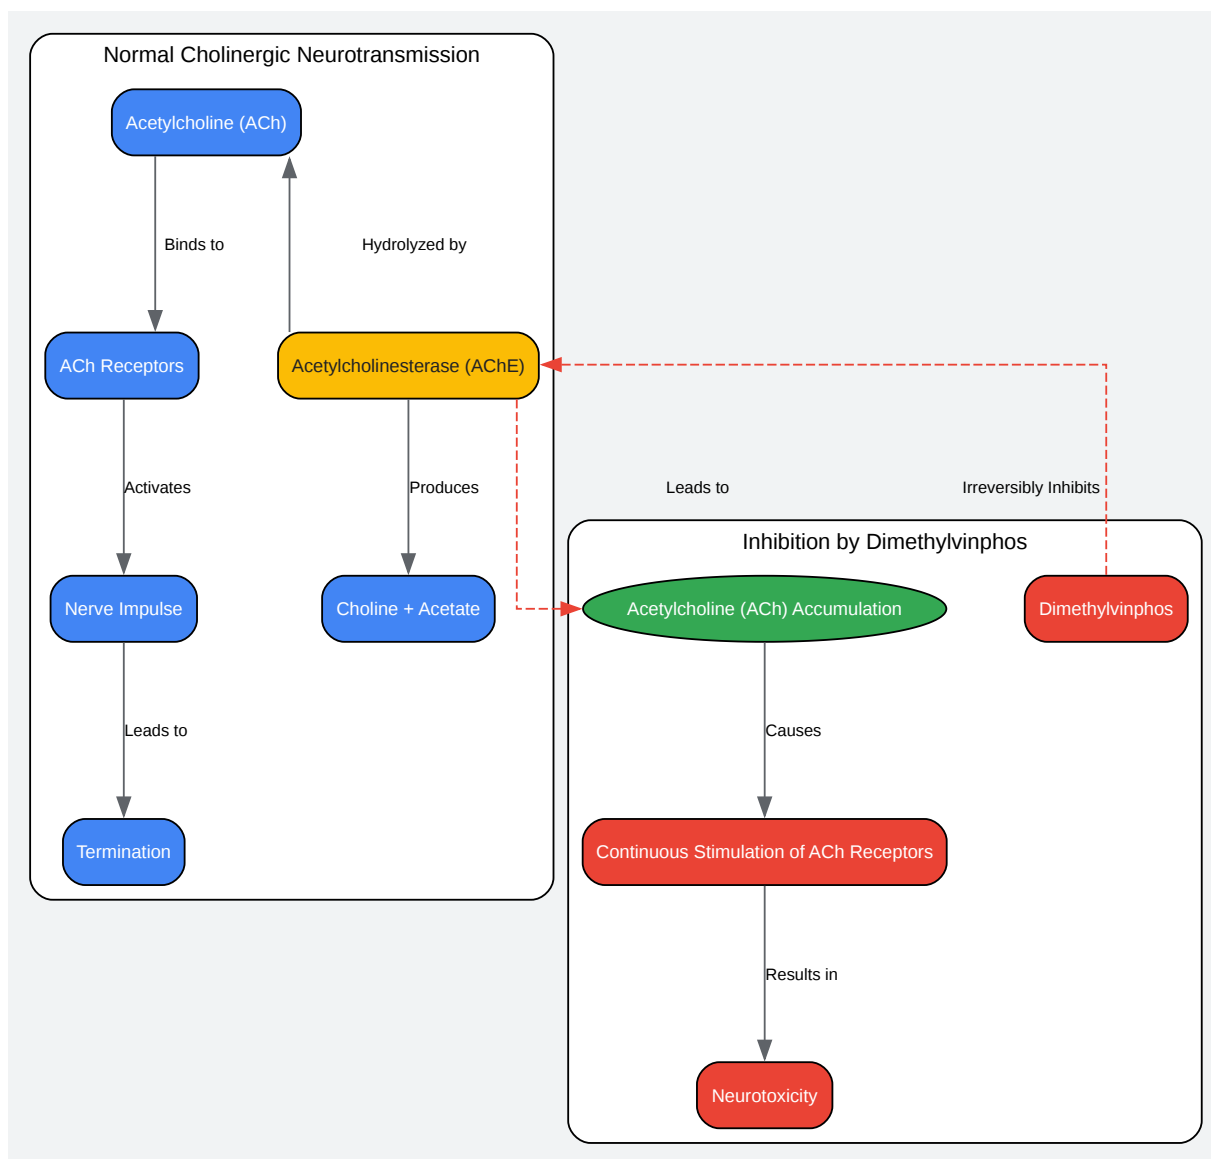 Normal Cholinergic Neurotransmission
Acetylcholine (ACh)
Binds to
Hydrolyzed by
ACh Receptors
Acetylcholinesterase (AChE)
Activates
Produces
Leads to
Irreversibly Inhibits
Inhibition by Dimethylvinphos
Nerve Impulse
Choline + Acetate
Acetylcholine (ACh) Accumulation
Dimethylvinphos
Leads to
Causes
Termination
Continuous Stimulation of ACh Receptors
Results in
Neurotoxicity